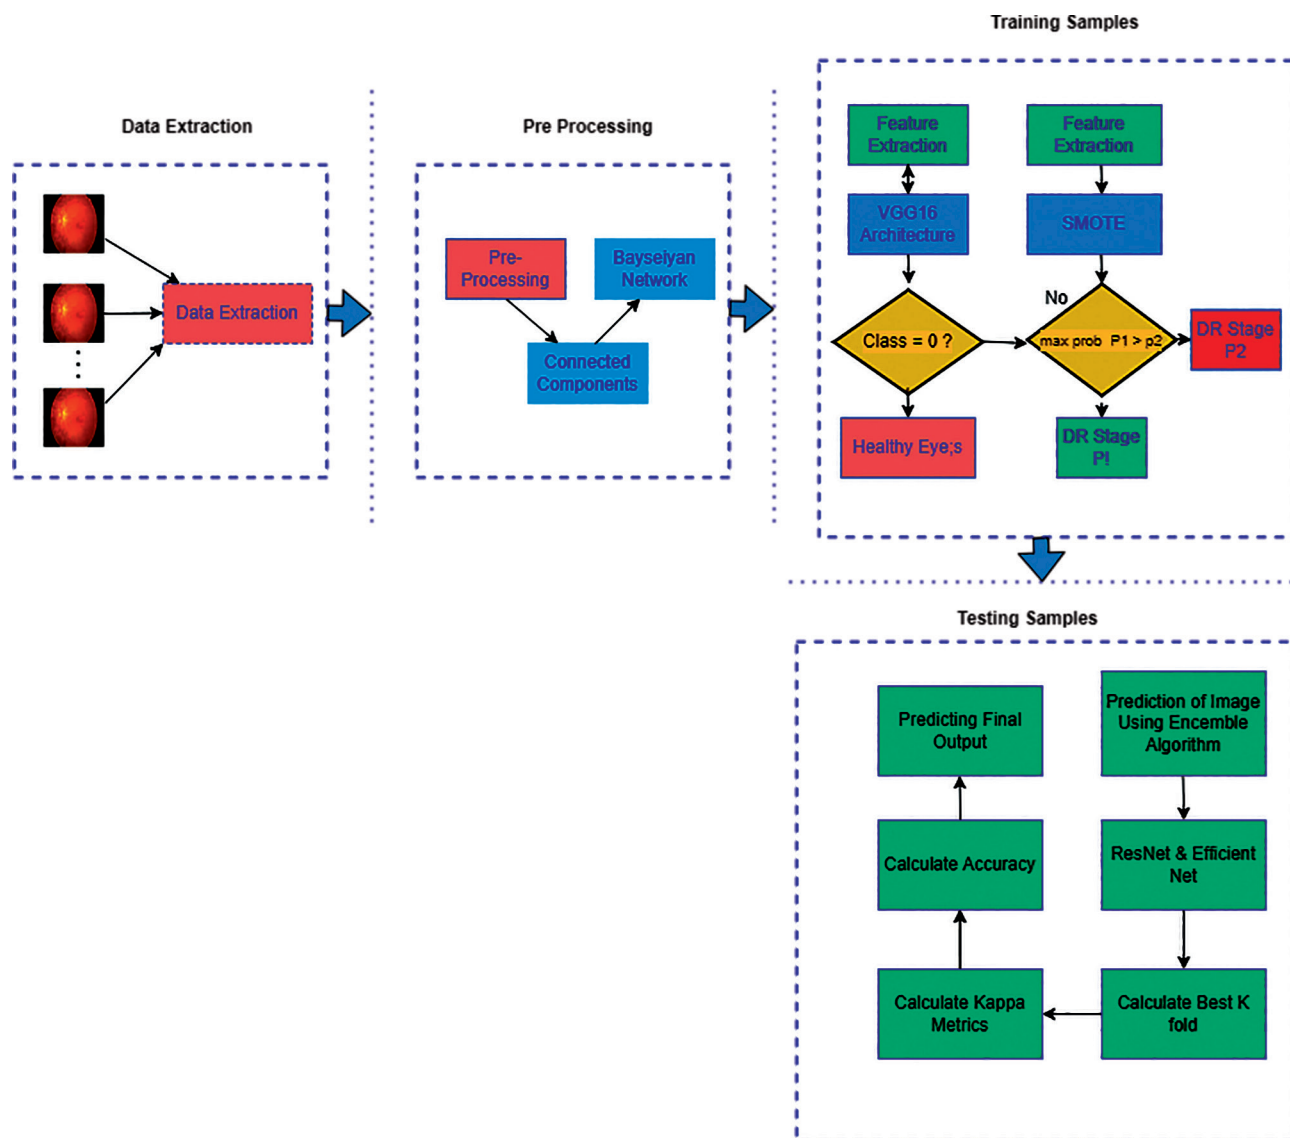 Training Samples
Data Extraction
Pre Processing
Data Extraction
Pre-
Processing
Bayseiyan
Network
Connected
Components
Feature
Extraction
Feature
Extraction
VGG16
Architecture
SMOTE
Class = 0 ?
No
max prob P1 > p2
DR Stage
P2
Healthy Eye;s
DR Stage
P!
Testing Samples
Predicting Final
Output
Prediction of Image
Using Encemble
Algorithm
Calculate Accuracy
ResNet & Efficient
Net
Calculate Kappa
Metrics
Calculate Best K
fold